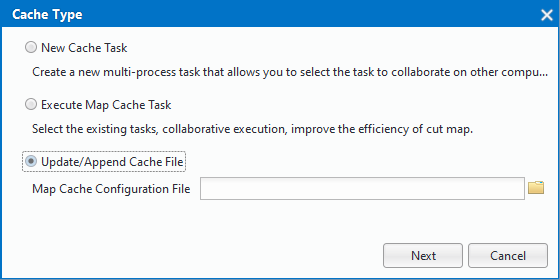 Cache Type
New Cache Task
Create a new multi-process task that allows you to select the task to collaborate on other compu...
Execute Map Cache Task
Select the existing tasks, collaborative execution, improve the efficiency of cut map.
Update/Append Cache File
Map Cache Configuration File
Next Cancel